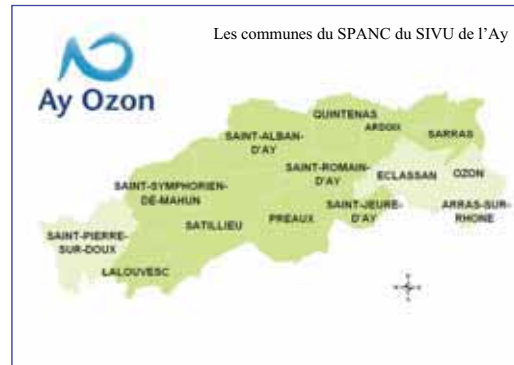 Les communes du SPANC du SIVU de l'Ay
Ay Ozon
QUINTENAS
ARDOIX
SARRAS
SAINT-ALBAN-
D'AY
SAINT-ROMAIN-
D'AY
ECLASSAN
OZON
SAINT-SYMPHORIEN-
DE-MAHUN
SAINT-JEURE-
D'AY
ARRAS-SUR-
RHONE
SATILLIEU
PREAUX
SAINT-PIERRE-
SUR-DOUX
LALOUVESC